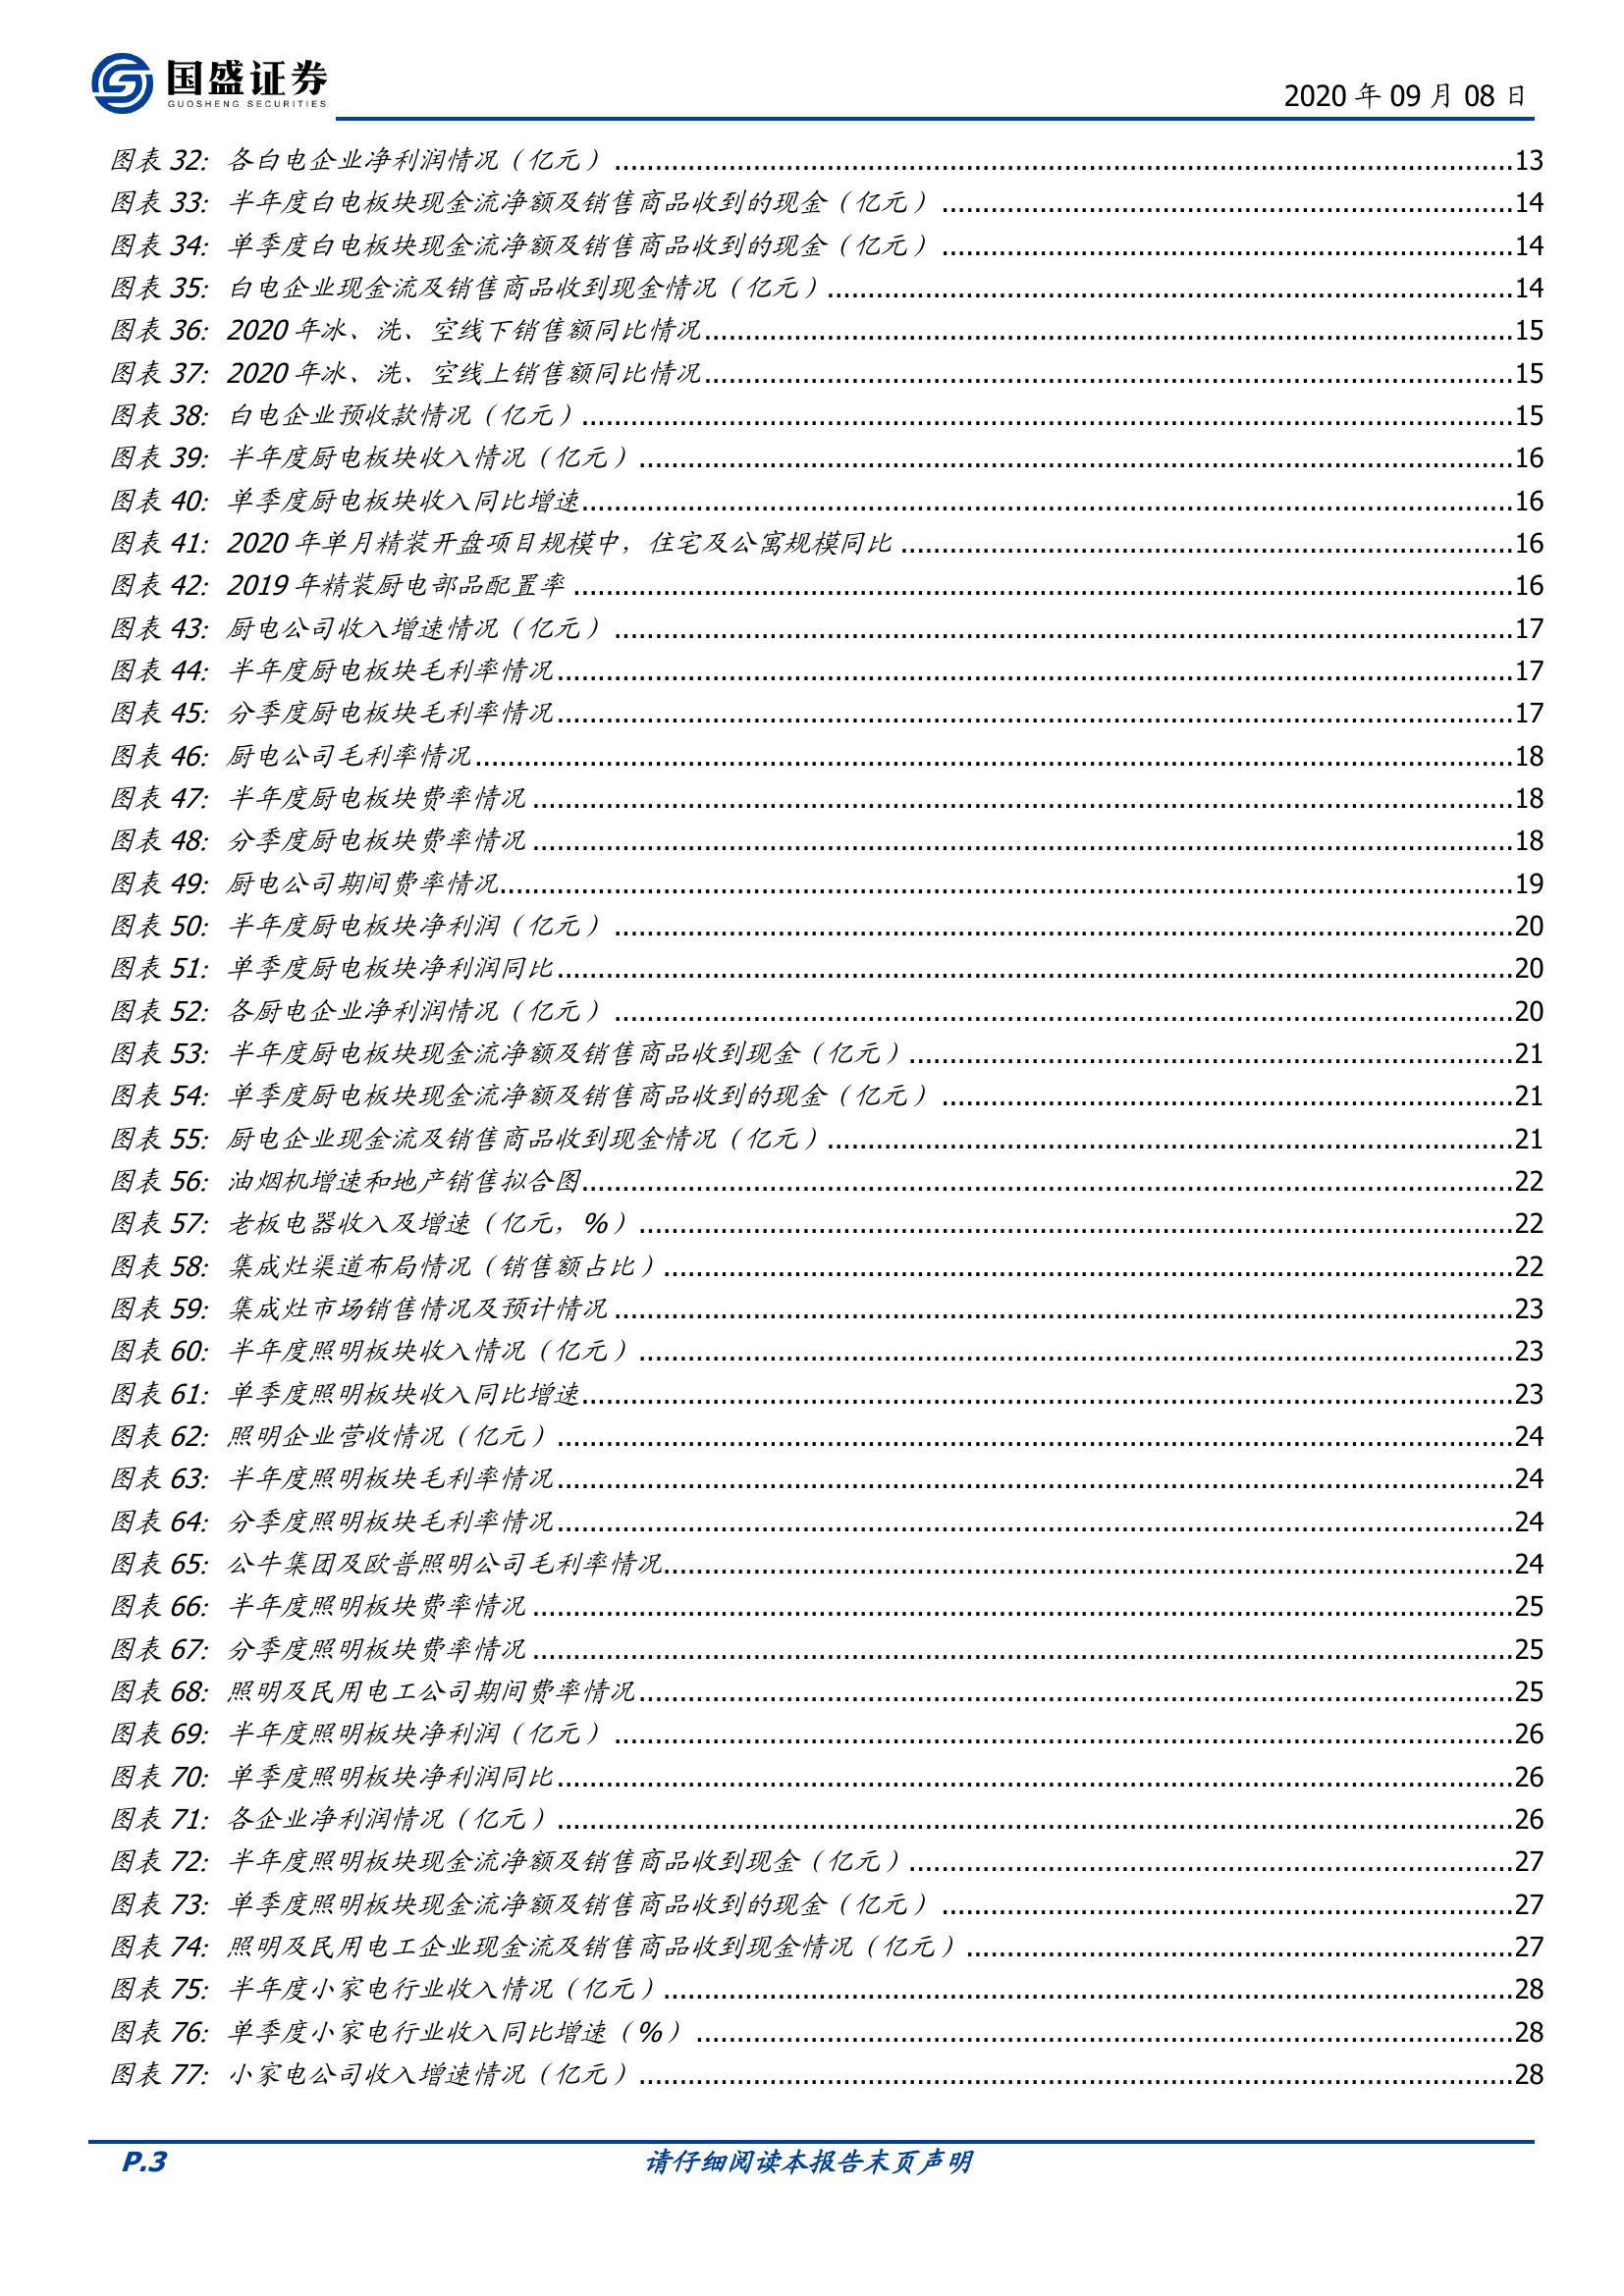 国盛证券
GUOSHENG SECURITIES
2020 年 09 月 08 日
图表 32: 各白电企业净利润情况（亿元）....................13
图表 33: 半年度白电板块现金流净额及销售商品收到的现金（亿元）....................14
图表 34: 单季度白电板块现金流净额及销售商品收到的现金（亿元）....................14
图表 35: 白电企业现金流及销售商品收到现金情况（亿元）....................14
图表 36: 2020 年冰、洗、空线下销售额同比情况....................15
图表 37: 2020 年冰、洗、空线上销售额同比情况....................15
图表 38: 白电企业预收款情况（亿元）....................15
图表 39: 半年度厨电板块收入情况（亿元）....................16
图表 40: 单季度厨电板块收入同比增速....................16
图表 41: 2020 年单月精装开盘项目规模中，住宅及公寓规模同比....................16
图表 42: 2019 年精装厨电部品配置率....................16
图表 43: 厨电公司收入增速情况（亿元）....................17
图表 44: 半年度厨电板块毛利率情况....................17
图表 45: 分季度厨电板块毛利率情况....................17
图表 46: 厨电公司毛利率情况....................18
图表 47: 半年度厨电板块费率情况....................18
图表 48: 分季度厨电板块费率情况....................18
图表 49: 厨电公司期间费率情况....................19
图表 50: 半年度厨电板块净利润（亿元）....................20
图表 51: 单季度厨电板块净利润同比....................20
图表 52: 各厨电企业净利润情况（亿元）....................20
图表 53: 半年度厨电板块现金流净额及销售商品收到现金（亿元）....................21
图表 54: 单季度厨电板块现金流净额及销售商品收到的现金（亿元）....................21
图表 55: 厨电企业现金流及销售商品收到现金情况（亿元）....................21
图表 56: 油烟机增速和地产销售拟合图....................22
图表 57: 老板电器收入及增速（亿元，%）....................22
图表 58: 集成灶渠道布局情况（销售额占比）....................22
图表 59: 集成灶市场销售情况及预计情况....................23
图表 60: 半年度照明板块收入情况（亿元）....................23
图表 61: 单季度照明板块收入同比增速....................23
图表 62: 照明企业营收情况（亿元）....................24
图表 63: 半年度照明板块毛利率情况....................24
图表 64: 分季度照明板块毛利率情况....................24
图表 65: 公牛集团及欧普照明公司毛利率情况....................24
图表 66: 半年度照明板块费率情况....................25
图表 67: 分季度照明板块费率情况....................25
图表 68: 照明及民用电工公司期间费率情况....................25
图表 69: 半年度照明板块净利润（亿元）....................26
图表 70: 单季度照明板块净利润同比....................26
图表 71: 各企业净利润情况（亿元）....................26
图表 72: 半年度照明板块现金流净额及销售商品收到现金（亿元）....................27
图表 73: 单季度照明板块现金流净额及销售商品收到的现金（亿元）....................27
图表 74: 照明及民用电工企业现金流及销售商品收到现金情况（亿元）....................27
图表 75: 半年度小家电行业收入情况（亿元）....................28
图表 76: 单季度小家电行业收入同比增速（%）....................28
图表 77: 小家电公司收入增速情况（亿元）....................28
P.3
请仔细阅读本报告末页声明